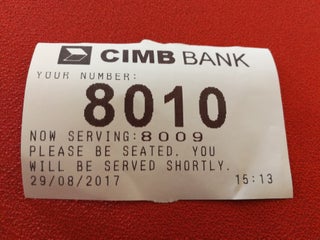 CIMB BANK
YOUR NUMBER:
8010
NOW SERVING:8009
PLEASE BE SEATED. YOU
WILL BE SERVED SHORTLY.
29/08/2017 15:13